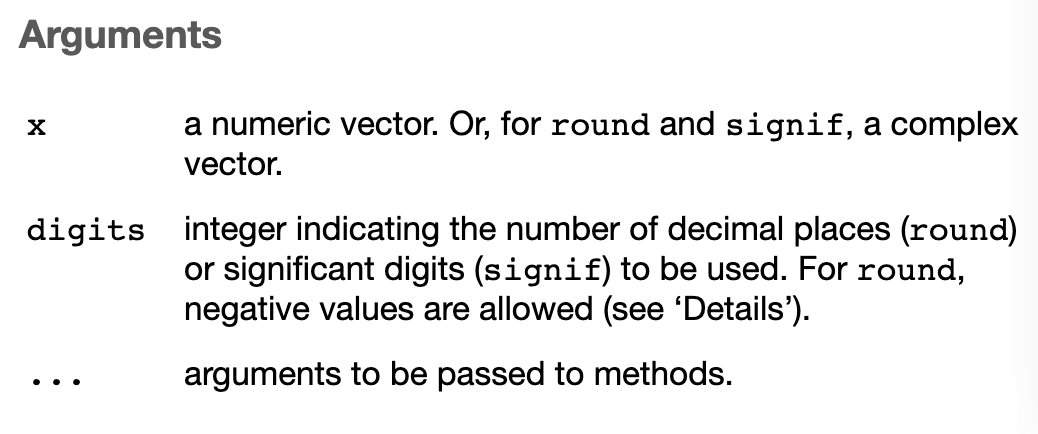 Arguments
x a numeric vector. Or, for round and signif, a complex
vector.
digits integer indicating the number of decimal places (round)
or significant digits (signif) to be used. For round,
negative values are allowed (see ‘Details’).
... arguments to be passed to methods.